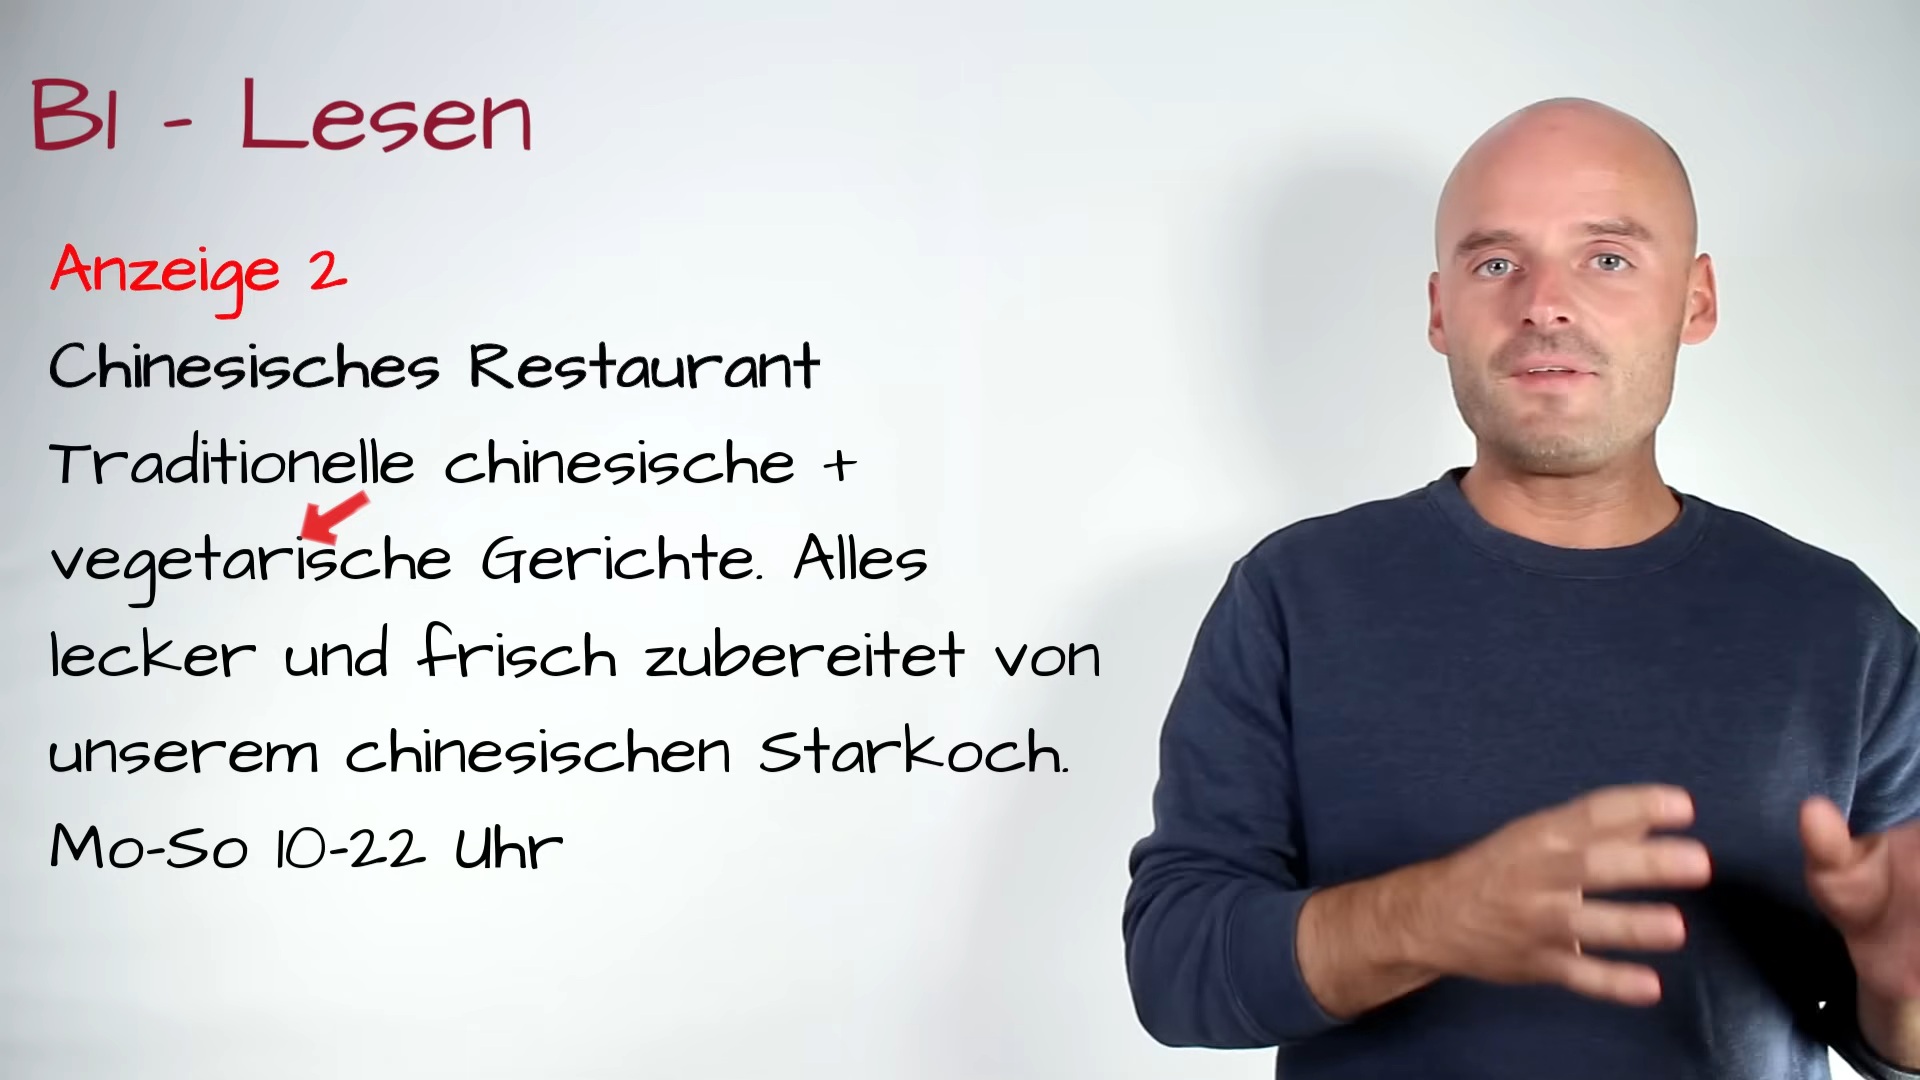 B1 - Lesen
Anzeige 2
Chinesisches Restaurant
Traditionelle chinesische +
vegetarische Gerichte. Alles
lecker und frisch zubereitet von
unserem chinesischen Starkoch.
Mo-So 10-22 Uhr